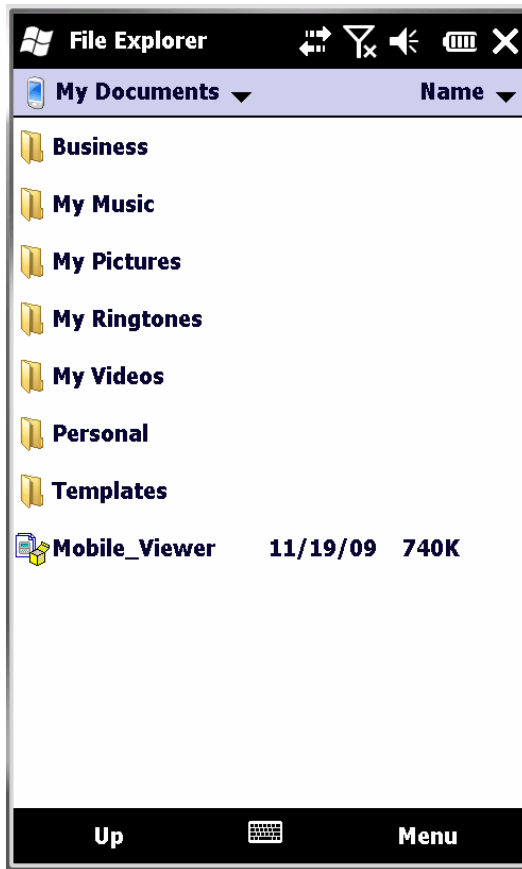 File Explorer
My Documents Name
Business
My Music
My Pictures
My Ringtones
My Videos
Personal
Templates
Mobile_Viewer 11/19/09 740K
Up Menu